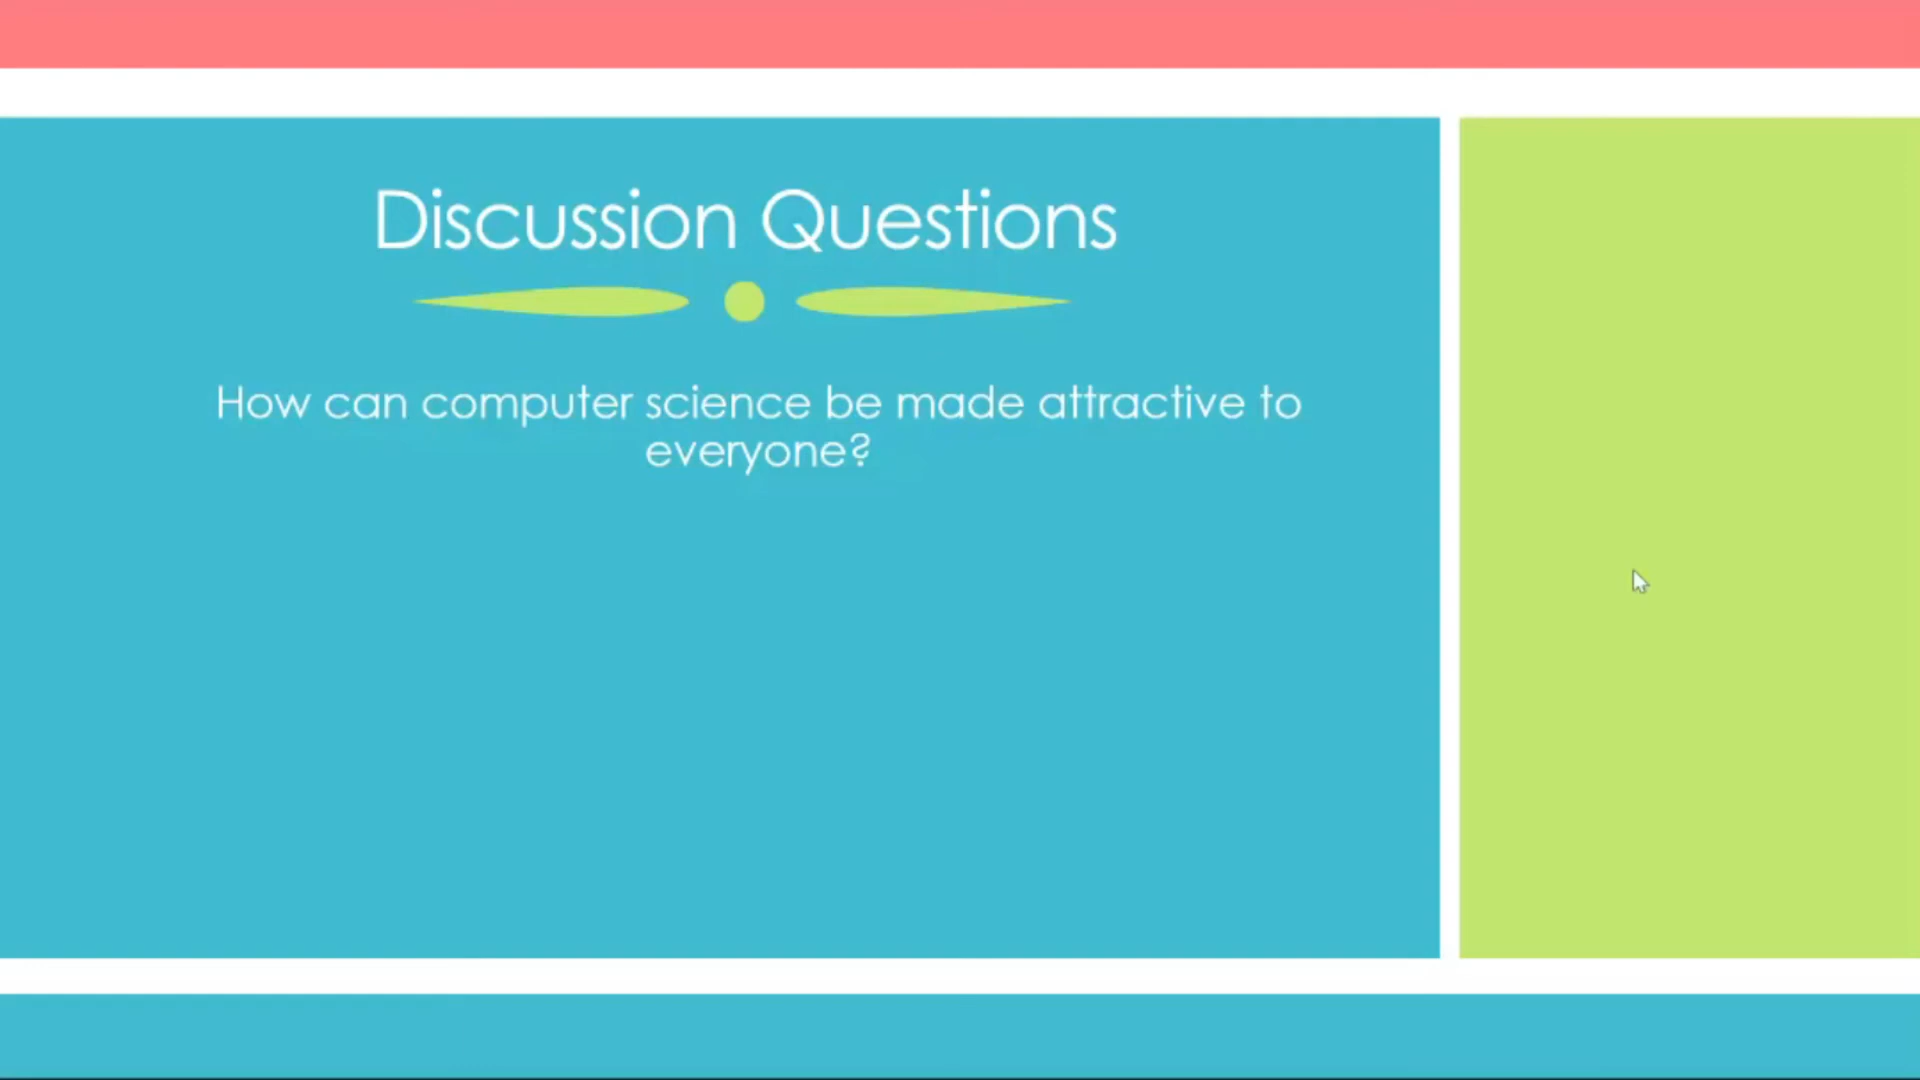 Discussion Questions
How can computer science be made attractive to
everyone?